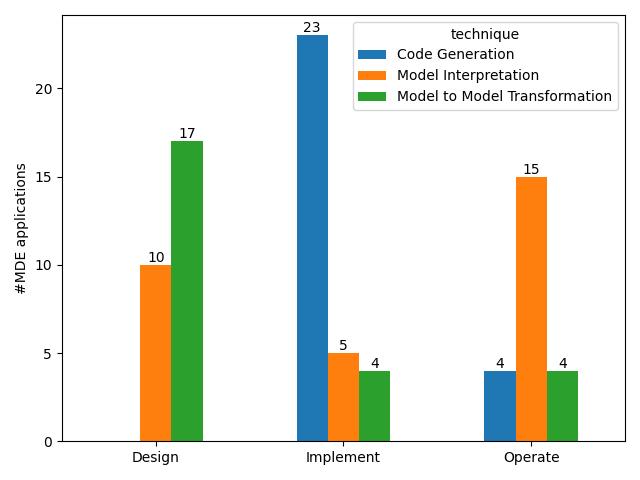 technique
Code Generation
Model Interpretation
Model to Model Transformation
#MDE applications
20
15
10
5
0
10
17
23
5
4
4
15
4
Design
Implement
Operate